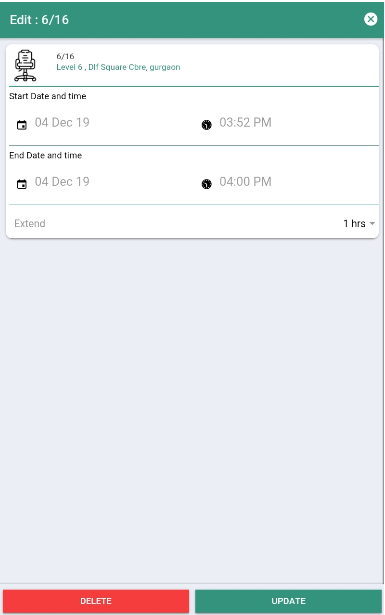 Edit : 6/16
6/16
Level 6 , Dlf Square Cbre, gurgaon
Start Date and time
04 Dec 19 03:52 PM
End Date and time
04 Dec 19 04:00 PM
Extend 1 hrs
DELETE UPDATE